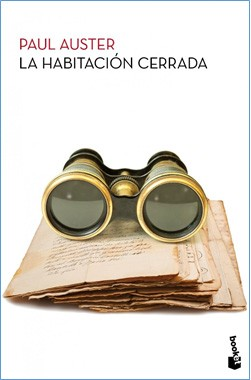 PAUL AUSTER
LA HABITACIÓN CERRADA
booket